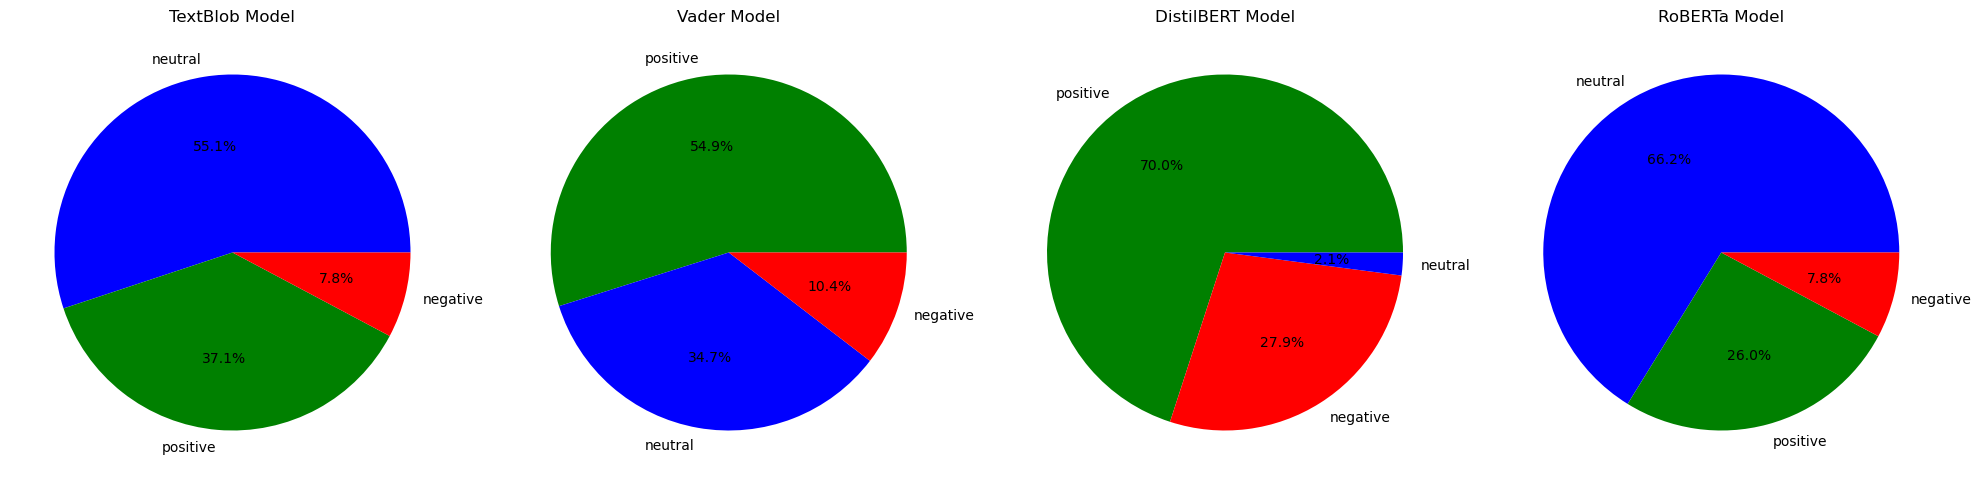 TextBlob Model
neutral
55.1%
7.8%
negative
37.1%
positive
Vader Model
positive
54.9%
10.4%
negative
34.7%
neutral
DistilBERT Model
positive
70.0%
2.1%
neutral
27.9%
negative
RoBERTa Model
neutral
66.2%
7.8%
negative
26.0%
positive